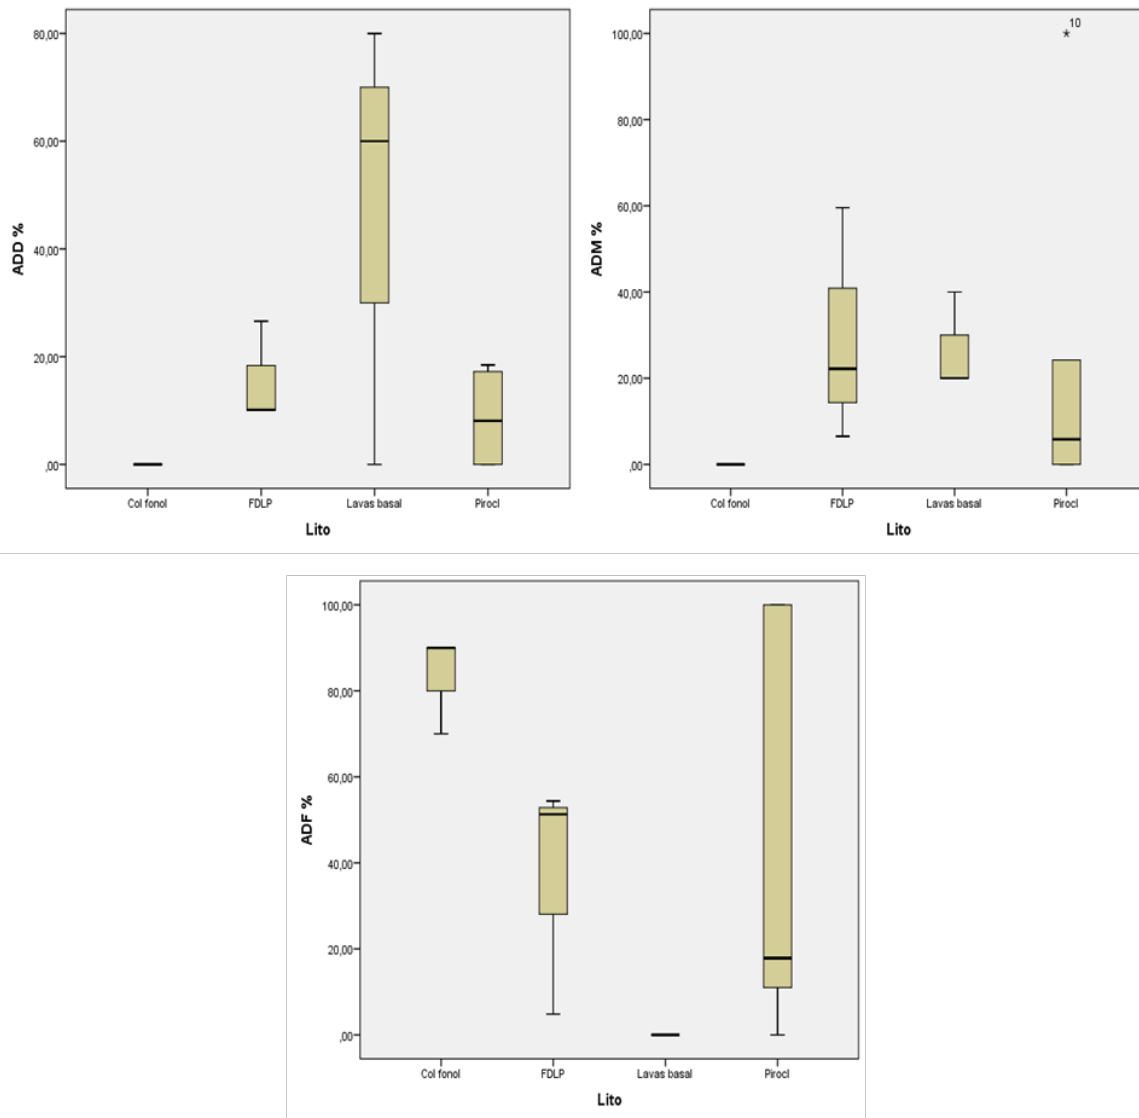 ADD %
80,00
60,00
40,00
20,00
,00
Col fonol FDLP Lavas basal Pirocl
Lito
ADM %
100,00
80,00
60,00
40,00
20,00
,00
*10
Col fonol FDLP Lavas basal Pirocl
Lito
ADF %
100,00
80,00
60,00
40,00
20,00
,00
Col fonol FDLP Lavas basal Pirocl
Lito